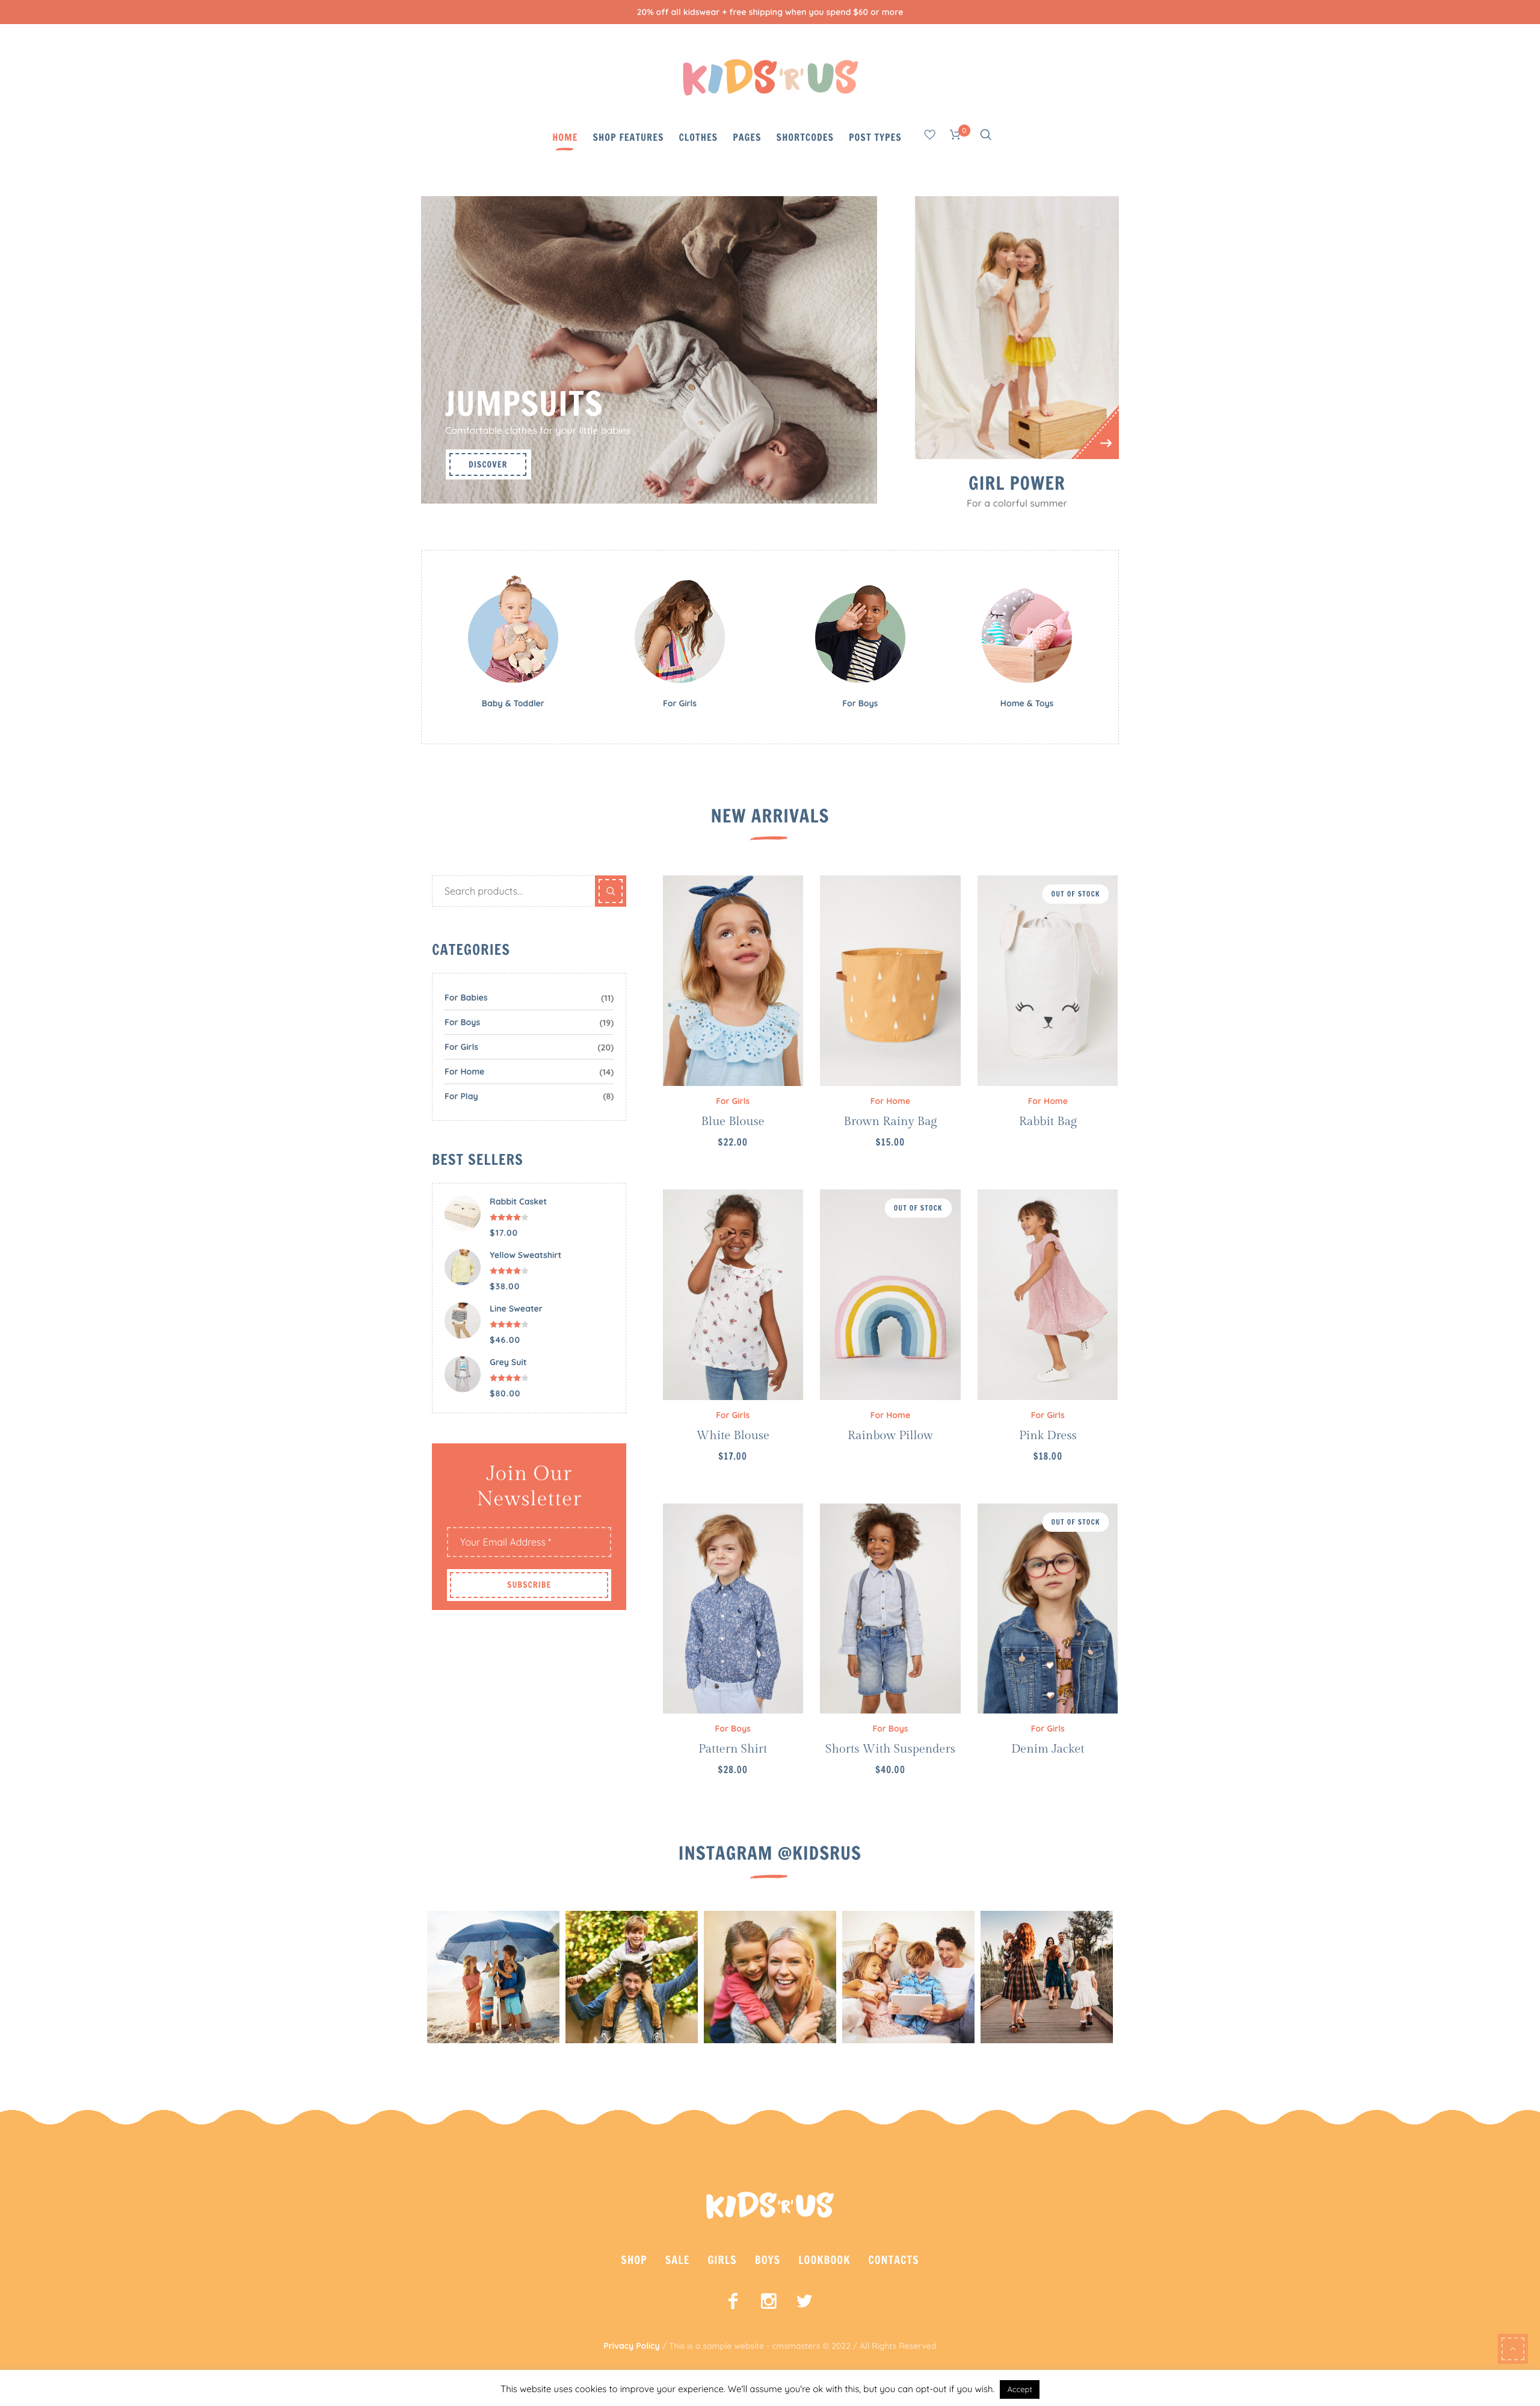 20% off all kidswear + free shipping when you spend $60 or more
KIDS 'R' US
HOME
SHOP FEATURES
CLOTHES
PAGES
SHORTCODES
POST TYPES
0
JUMPSUITS
Comfortable clothes for your little babies
DISCOVER
GIRL POWER
For a colorful summer
Baby & Toddler
For Girls
For Boys
Home & Toys
NEW ARRIVALS
Search products...
CATEGORIES
For Babies (11)
For Boys (19)
For Girls (20)
For Home (14)
For Play (8)
BEST SELLERS
Rabbit Casket
$17.00
Yellow Sweatshirt
$38.00
Line Sweater
$46.00
Grey Suit
$80.00
Join Our
Newsletter
Your Email Address *
SUBSCRIBE
For Girls
Blue Blouse
$22.00
For Home
Brown Rainy Bag
$15.00
OUT OF STOCK
For Home
Rabbit Bag
For Girls
White Blouse
$17.00
OUT OF STOCK
For Home
Rainbow Pillow
For Girls
Pink Dress
$18.00
For Boys
Pattern Shirt
$28.00
For Boys
Shorts With Suspenders
$40.00
OUT OF STOCK
For Girls
Denim Jacket
INSTAGRAM @KIDSRUS
KIDS 'R' US
SHOP
SALE
GIRLS
BOYS
LOOKBOOK
CONTACTS
Privacy Policy / This is a sample website - cmsmasters © 2022 / All Rights Reserved
This website uses cookies to improve your experience. We'll assume you're ok with this, but you can opt-out if you wish.
Accept